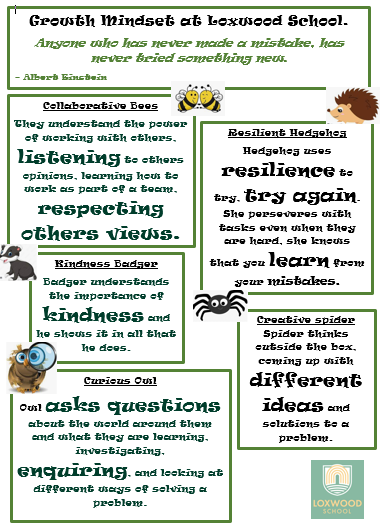 Growth Mindset at Loxwood School.
Anyone who has never made a mistake, has
never tried something new.
- Albert Einstein
Collaborative Bees
They understand the power
of working with others,
listening to others
opinions, learning how to
work as part of a team,
respecting
others views.
Resilient Hedgehog
Hedgehog uses
resilience to
try, try again.
She perseveres with
tasks even when they
are hard, she knows
that you learn from
your mistakes.
Kindness Badger
Badger understands
the importance of
kindness and
he shows it in all that
he does.
Creative spider
Spider thinks
outside the box,
coming up with
different
ideas and
solutions to a
problem.
Curious Owl
Owl asks questions
about the world around them
and what they are learning,
investigating,
enquiring, and looking at
different ways of solving a
problem.
LOXWOOD
SCHOOL